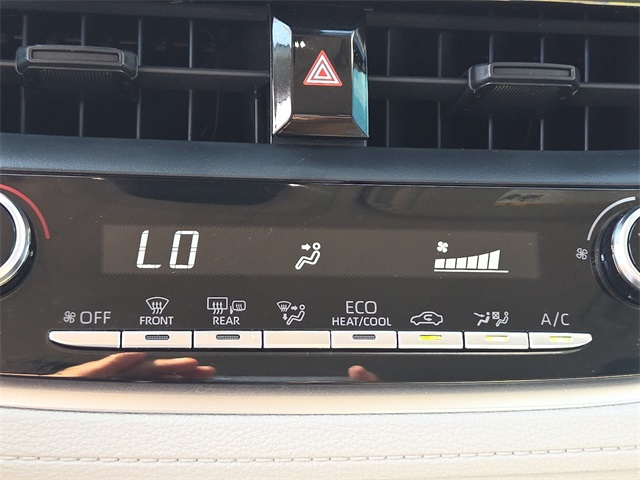 LO
OFF
FRONT
REAR
ECO
HEAT/COOL
A/C